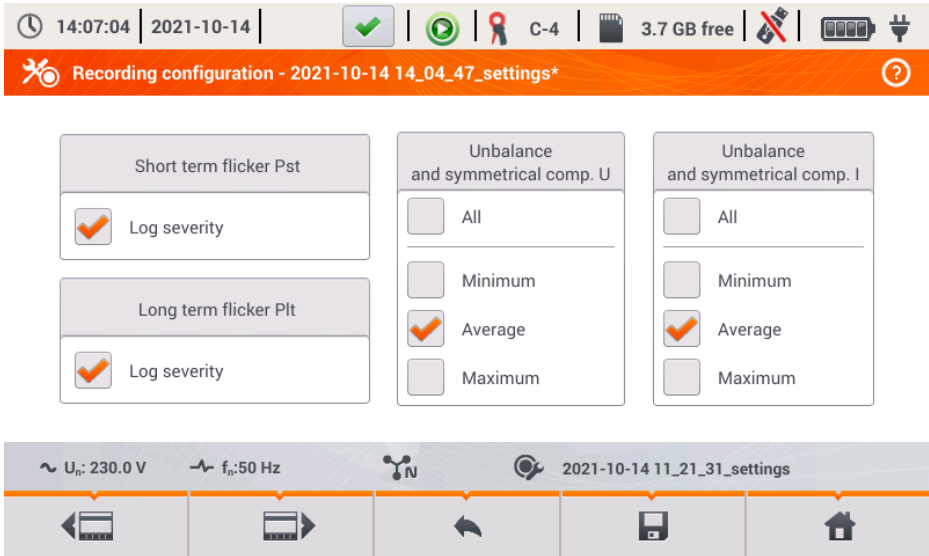 14:07:04 2021-10-14 C-4 3.7 GB free
Recording configuration - 2021-10-14 14_04_47_settings* ?
Short term flicker Pst
Log severity
Long term flicker Plt
Log severity
Unbalance
and symmetrical comp. U
All
Minimum
Average
Maximum
Unbalance
and symmetrical comp. I
All
Minimum
Average
Maximum
Un: 230.0 V fn:50 Hz N 2021-10-14 11_21_31_settings